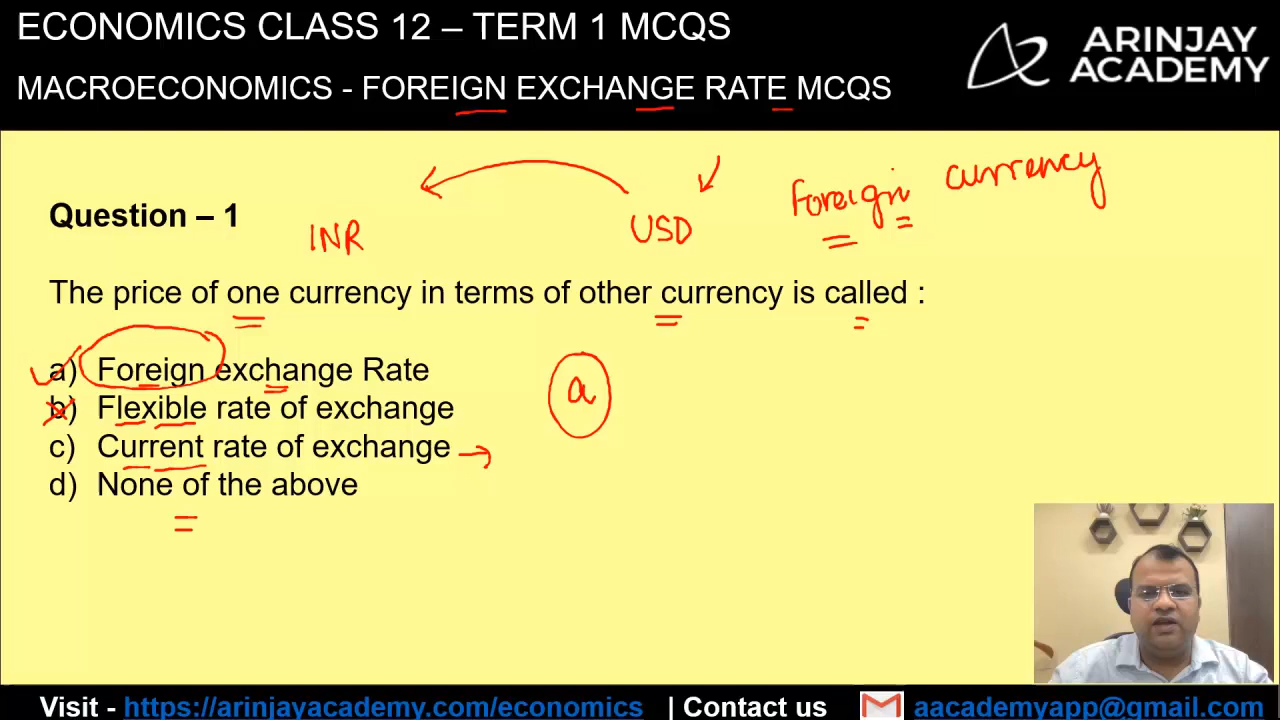 ECONOMICS CLASS 12 – TERM 1 MCQS
MACROECONOMICS - FOREIGN EXCHANGE RATE MCQS
ARINJAY
ACADEMY
Foreign currency
Question – 1
INR USD
The price of one currency in terms of other currency is called :
a) Foreign exchange Rate
b) Flexible rate of exchange
c) Current rate of exchange
d) None of the above
a
Visit - https://arinjayacademy.com/economics | Contact us aacademyapp@gmail.com